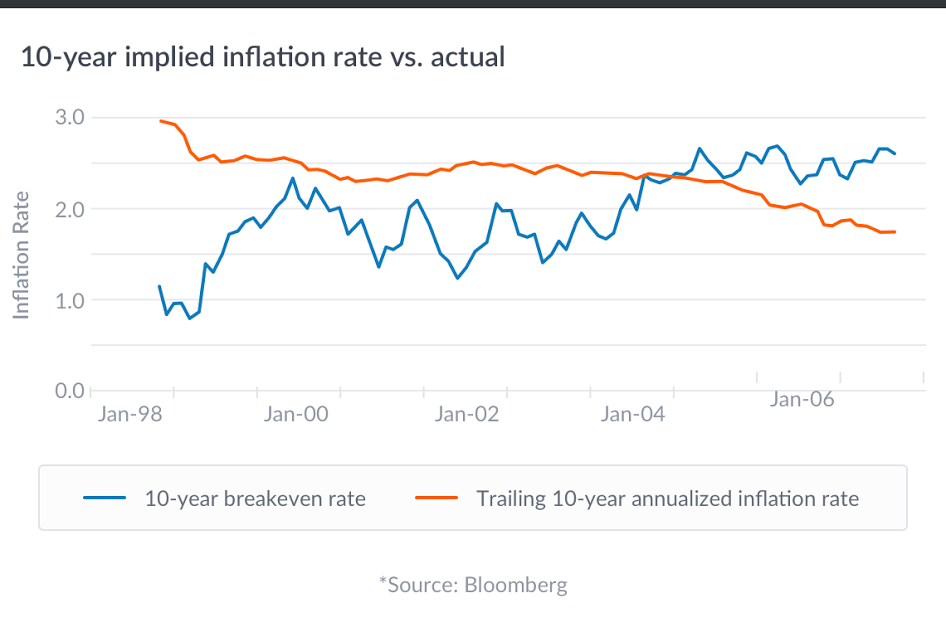 10-year implied inflation rate vs. actual
3.0
2.0
1.0
0.0
Inflation Rate
Jan-98 Jan-00 Jan-02 Jan-04 Jan-06
10-year breakeven rate Trailing 10-year annualized inflation rate
*Source: Bloomberg